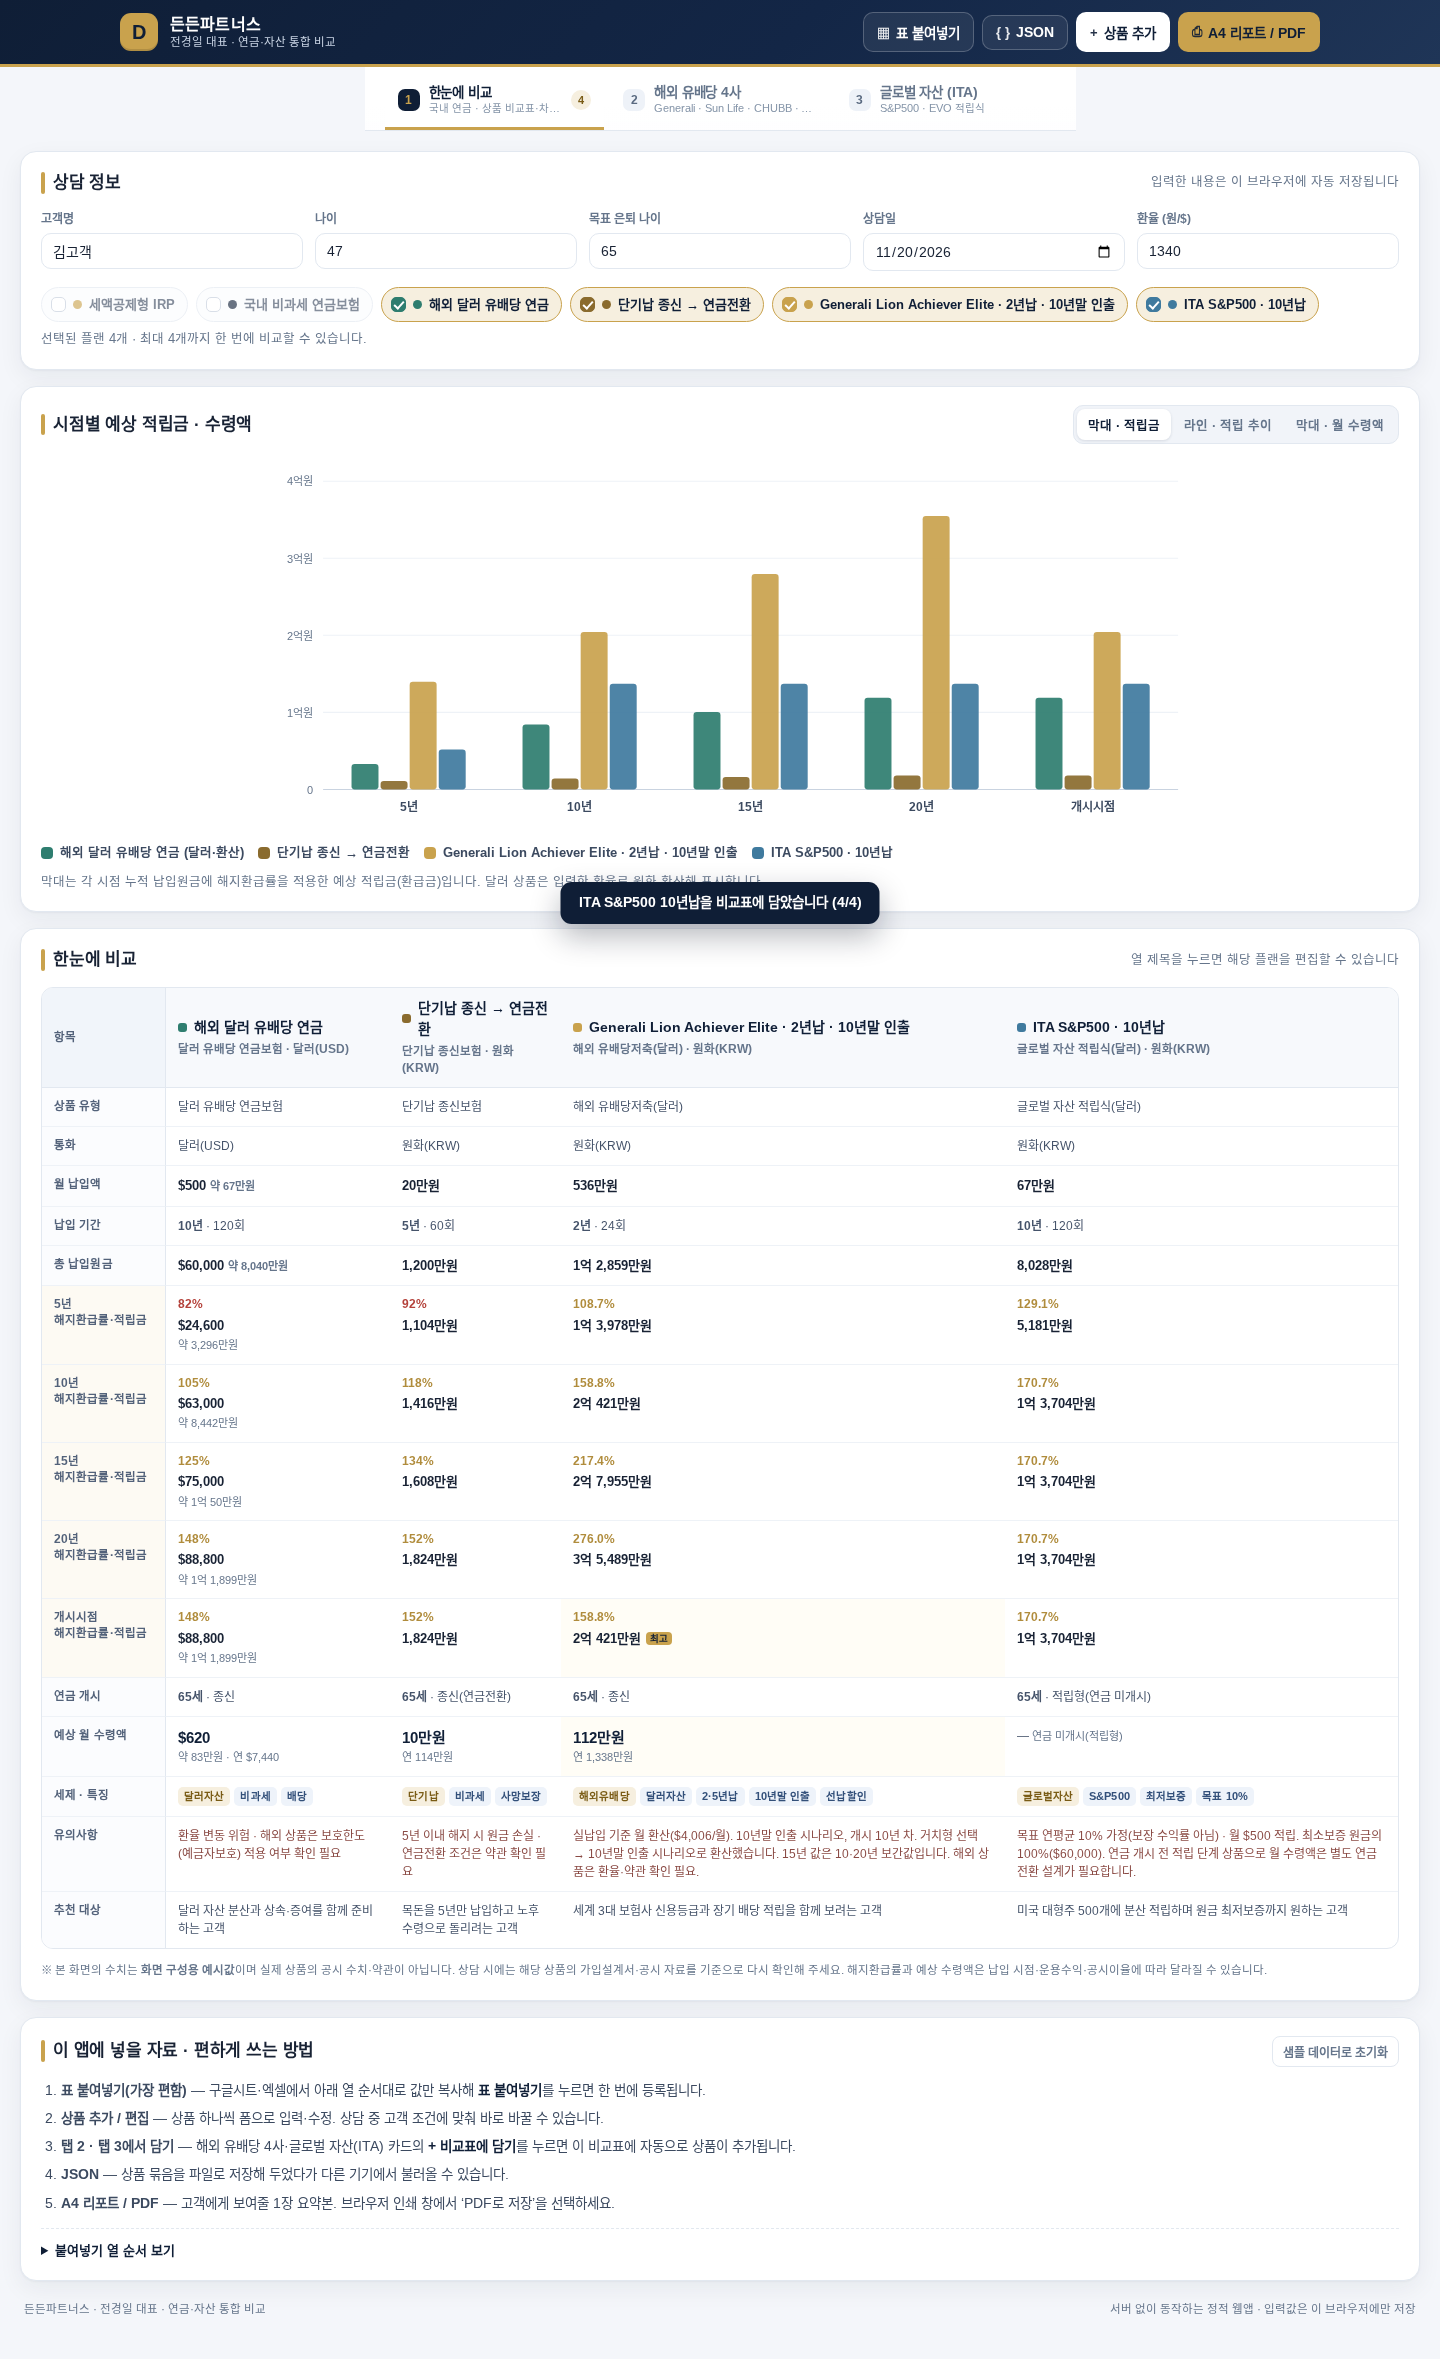 D
든든파트너스
전경일 대표 · 연금·자산 통합 비교
▦ 표 붙여넣기
{ } JSON
+ 상품 추가
⎙ A4 리포트 / PDF
1 한눈에 비교 4
국내 연금 · 상품 비교표·차…
2 해외 유배당 4사
Generali · Sun Life · CHUBB · …
3 글로벌 자산 (ITA)
S&P500 · EVO 적립식
상담 정보
입력한 내용은 이 브라우저에 자동 저장됩니다
고객명 나이 목표 은퇴 나이 상담일 환율 (원/$)
김고객 47 65 11/20/2026 1340
세액공제형 IRP 국내 비과세 연금보험 해외 달러 유배당 연금 단기납 종신 → 연금전환 Generali Lion Achiever Elite · 2년납 · 10년말 인출 ITA S&P500 · 10년납
선택된 플랜 4개 · 최대 4개까지 한 번에 비교할 수 있습니다.
시점별 예상 적립금 · 수령액
막대 · 적립금 라인 · 적립 추이 막대 · 월 수령액
4억원
3억원
2억원
1억원
0
5년 10년 15년 20년 개시시점
해외 달러 유배당 연금 (달러·환산) 단기납 종신 → 연금전환 Generali Lion Achiever Elite · 2년납 · 10년말 인출 ITA S&P500 · 10년납
막대는 각 시점 누적 납입원금에 해지환급률을 적용한 예상 적립금(환급금)입니다. 달러 상품은 입력한 환율로 원화 환산해 표시합니다.
ITA S&P500 10년납을 비교표에 담았습니다 (4/4)
한눈에 비교
열 제목을 누르면 해당 플랜을 편집할 수 있습니다
항목
해외 달러 유배당 연금
달러 유배당 연금보험 · 달러(USD)
단기납 종신 → 연금전
환
단기납 종신보험 · 원화
(KRW)
Generali Lion Achiever Elite · 2년납 · 10년말 인출
해외 유배당저축(달러) · 원화(KRW)
ITA S&P500 · 10년납
글로벌 자산 적립식(달러) · 원화(KRW)
상품 유형 달러 유배당 연금보험 단기납 종신보험 해외 유배당저축(달러) 글로벌 자산 적립식(달러)
통화 달러(USD) 원화(KRW) 원화(KRW) 원화(KRW)
월 납입액 $500 약 67만원 20만원 536만원 67만원
납입 기간 10년 · 120회 5년 · 60회 2년 · 24회 10년 · 120회
총 납입원금 $60,000 약 8,040만원 1,200만원 1억 2,859만원 8,028만원
5년 82% 92% 108.7% 129.1%
해지환급률·적립금 $24,600 1,104만원 1억 3,978만원 5,181만원
약 3,296만원
10년 105% 118% 158.8% 170.7%
해지환급률·적립금 $63,000 1,416만원 2억 421만원 1억 3,704만원
약 8,442만원
15년 125% 134% 217.4% 170.7%
해지환급률·적립금 $75,000 1,608만원 2억 7,955만원 1억 3,704만원
약 1억 50만원
20년 148% 152% 276.0% 170.7%
해지환급률·적립금 $88,800 1,824만원 3억 5,489만원 1억 3,704만원
약 1억 1,899만원
개시시점 148% 152% 158.8% 170.7%
해지환급률·적립금 $88,800 1,824만원 2억 421만원 최고 1억 3,704만원
약 1억 1,899만원
연금 개시 65세 · 종신 65세 · 종신(연금전환) 65세 · 종신 65세 · 적립형(연금 미개시)
예상 월 수령액 $620 10만원 112만원 — 연금 미개시(적립형)
약 83만원 · 연 $7,440 연 114만원 연 1,338만원
세제 · 특징 달러자산 비과세 배당 단기납 비과세 사망보장 해외유배당 달러자산 2·5년납 10년말 인출 선납할인 글로벌자산 S&P500 최저보증 목표 10%
유의사항
환율 변동 위험 · 해외 상품은 보호한도
(예금자보호) 적용 여부 확인 필요
5년 이내 해지 시 원금 손실 ·
연금전환 조건은 약관 확인 필
요
실납입 기준 월 환산($4,006/월). 10년말 인출 시나리오, 개시 10년 차. 거치형 선택
→ 10년말 인출 시나리오로 환산했습니다. 15년 값은 10·20년 보간값입니다. 해외 상
품은 환율·약관 확인 필요.
목표 연평균 10% 가정(보장 수익률 아님) · 월 $500 적립. 최소보증 원금의
100%($60,000). 연금 개시 전 적립 단계 상품으로 월 수령액은 별도 연금
전환 설계가 필요합니다.
추천 대상
달러 자산 분산과 상속·증여를 함께 준비
하는 고객
목돈을 5년만 납입하고 노후
수령으로 돌리려는 고객
세계 3대 보험사 신용등급과 장기 배당 적립을 함께 보려는 고객
미국 대형주 500개에 분산 적립하며 원금 최저보증까지 원하는 고객
※ 본 화면의 수치는 화면 구성용 예시값이며 실제 상품의 공시 수치·약관이 아닙니다. 상담 시에는 해당 상품의 가입설계서·공시 자료를 기준으로 다시 확인해 주세요. 해지환급률과 예상 수령액은 납입 시점·운용수익·공시이율에 따라 달라질 수 있습니다.
이 앱에 넣을 자료 · 편하게 쓰는 방법
샘플 데이터로 초기화
1. 표 붙여넣기(가장 편함) — 구글시트·엑셀에서 아래 열 순서대로 값만 복사해 표 붙여넣기를 누르면 한 번에 등록됩니다.
2. 상품 추가 / 편집 — 상품 하나씩 폼으로 입력·수정. 상담 중 고객 조건에 맞춰 바로 바꿀 수 있습니다.
3. 탭 2 · 탭 3에서 담기 — 해외 유배당 4사·글로벌 자산(ITA) 카드의 + 비교표에 담기를 누르면 이 비교표에 자동으로 상품이 추가됩니다.
4. JSON — 상품 묶음을 파일로 저장해 두었다가 다른 기기에서 불러올 수 있습니다.
5. A4 리포트 / PDF — 고객에게 보여줄 1장 요약본. 브라우저 인쇄 창에서 ‘PDF로 저장’을 선택하세요.
▶ 붙여넣기 열 순서 보기
든든파트너스 · 전경일 대표 · 연금·자산 통합 비교
서버 없이 동작하는 정적 웹앱 · 입력값은 이 브라우저에만 저장